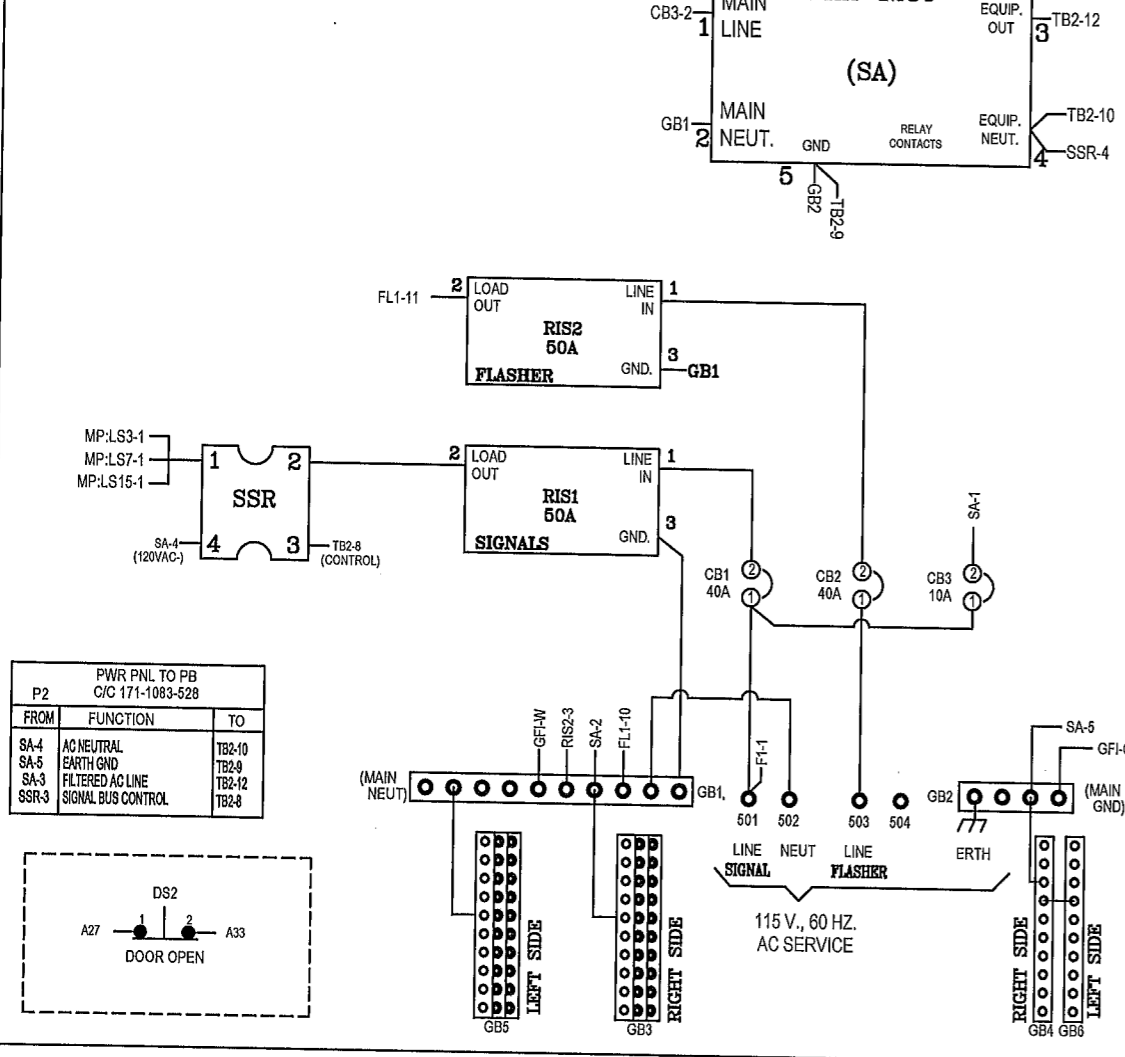 MAIN
CB3-2
1 LINE
EQUIP.
OUT
3
TB2-12
(SA)
MAIN
GB1
2 NEUT.
GND
RELAY
CONTACTS
EQUIP.
NEUT.
4
TB2-10
SSR-4
5
GB2
TB2-9
FL1-11
2
LOAD
OUT
LINE
IN
1
RIS2
50A
GND.
3
GB1
FLASHER
MP:LS3-1
MP:LS7-1
MP:LS15-1
1
2
SSR
4
3
SA-4
(120VAC-)
TB2-8
(CONTROL)
2
LOAD
OUT
LINE
IN
1
RIS1
50A
GND.
3
SIGNALS
SA-1
CB1
40A
2
1
CB2
40A
2
1
CB3
10A
2
1
P2
PWR PNL TO PB
C/C 171-1083-528
FROM FUNCTION TO
SA-4 AC NEUTRAL TB2-10
SA-5 EARTH GND TB2-9
SA-3 FILTERED AC LINE TB2-12
SSR-3 SIGNAL BUS CONTROL TB2-8
GFI-W
RIS2-3
SA-2
FL1-10
(MAIN
NEUT)
GB1,
F1-1
501
502
503
504
LINE
NEUT
LINE
SIGNAL
FLASHER
115 V., 60 HZ.
AC SERVICE
SA-5
GB2
(MAIN
GND)
ERTH
DS2
A27
1
2
A33
DOOR OPEN
LEFT SIDE
GB5
RIGHT SIDE
GB3
RIGHT SIDE
GB4
GB6
LEFT SIDE